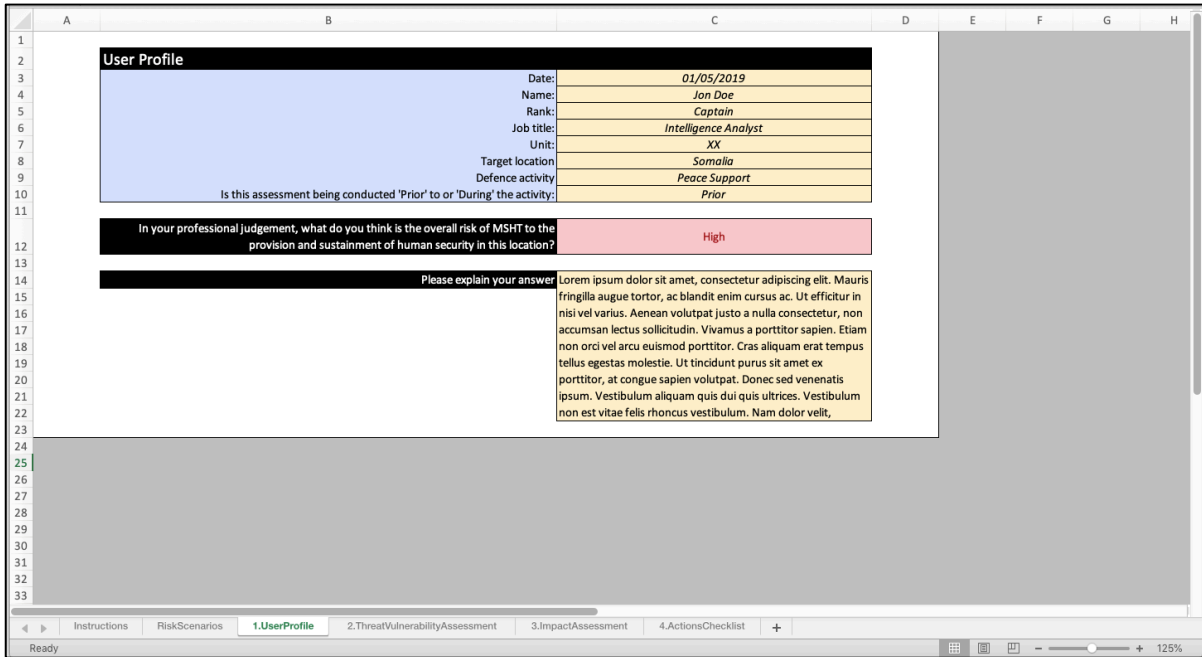 A B C D E F G H
1
2 User Profile
3 Date: 01/05/2019
4 Name: Jon Doe
5 Rank: Captain
6 Job title: Intelligence Analyst
7 Unit: XX
8 Target location Somalia
9 Defence activity Peace Support
10 Is this assessment being conducted 'Prior' to or 'During' the activity: Prior
11
In your professional judgement, what do you think is the overall risk of MSHT to the
12 provision and sustainment of human security in this location? High
13
14 Please explain your answer Lorem ipsum dolor sit amet, consectetur adipiscing elit. Mauris
15 fringilla augue tortor, ac blandit enim cursus ac. Ut efficitur in
16 nisi vel varius. Aenean volutpat justo a nulla consectetur, non
17 accumsan lectus sollicitudin. Vivamus a porttitor sapien. Etiam
18 non orci vel arcu euismod porttitor. Cras aliquam erat tempus
19 tellus egestas molestie. Ut tincidunt purus sit amet ex
20 porttitor, at congue sapien volutpat. Donec sed venenatis
21 ipsum. Vestibulum aliquam quis dui quis ultrices. Vestibulum
22 non est vitae felis rhoncus vestibulum. Nam dolor velit,
23
24
25
26
27
28
29
30
31
32
33
Instructions RiskScenarios 1.UserProfile 2.ThreatVulnerabilityAssessment 3.ImpactAssessment 4.ActionsChecklist +
Ready - + 125%